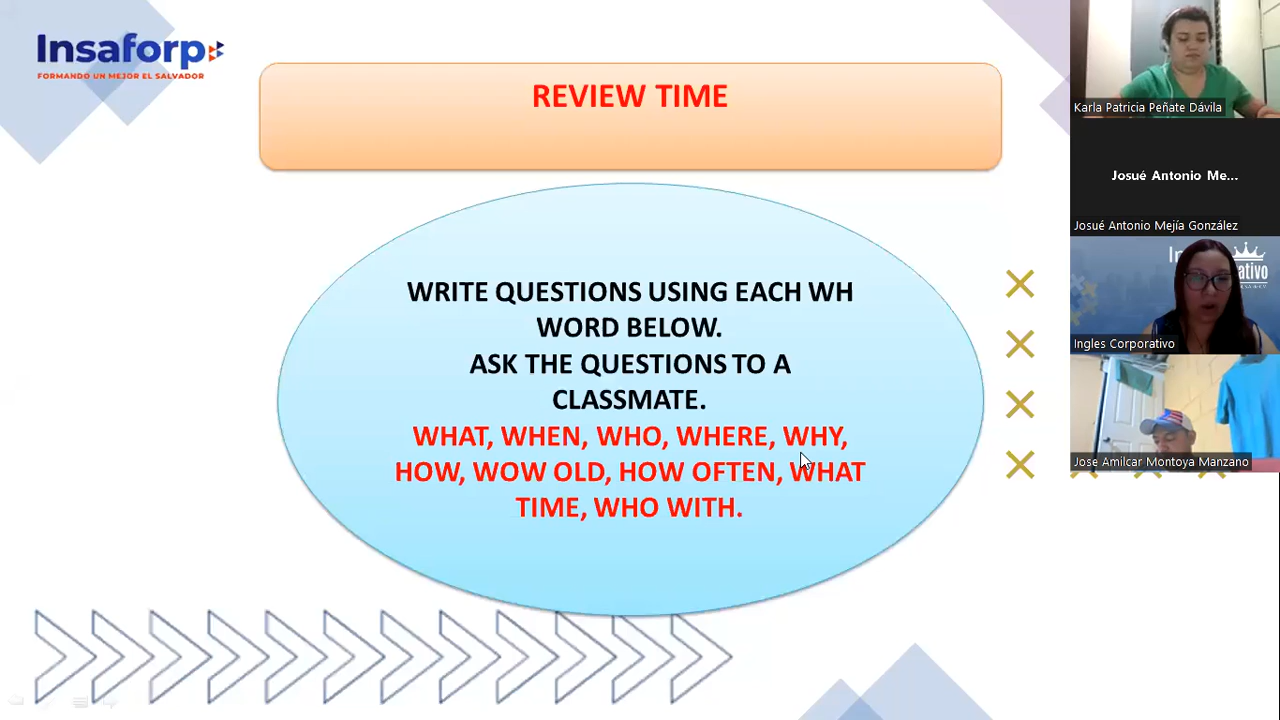 Insaforp
FORMANDO UN MEJOR EL SALVADOR
REVIEW TIME
WRITE QUESTIONS USING EACH WH
WORD BELOW.
ASK THE QUESTIONS TO A
CLASSMATE.
WHAT, WHEN, WHO, WHERE, WHY,
HOW, WOW OLD, HOW OFTEN, WHAT
TIME, WHO WITH.
Karla Patricia Peñate Dávila
Josué Antonio Me...
Josué Antonio Mejía González
Ingles Corporativo
Jose Amilcar Montoya Manzano